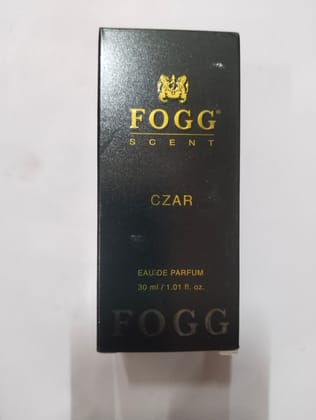 FOGG®
SCENT
CZAR
EAU DE PARFUM
30 ml / 1.01 fl. oz.
FOGG